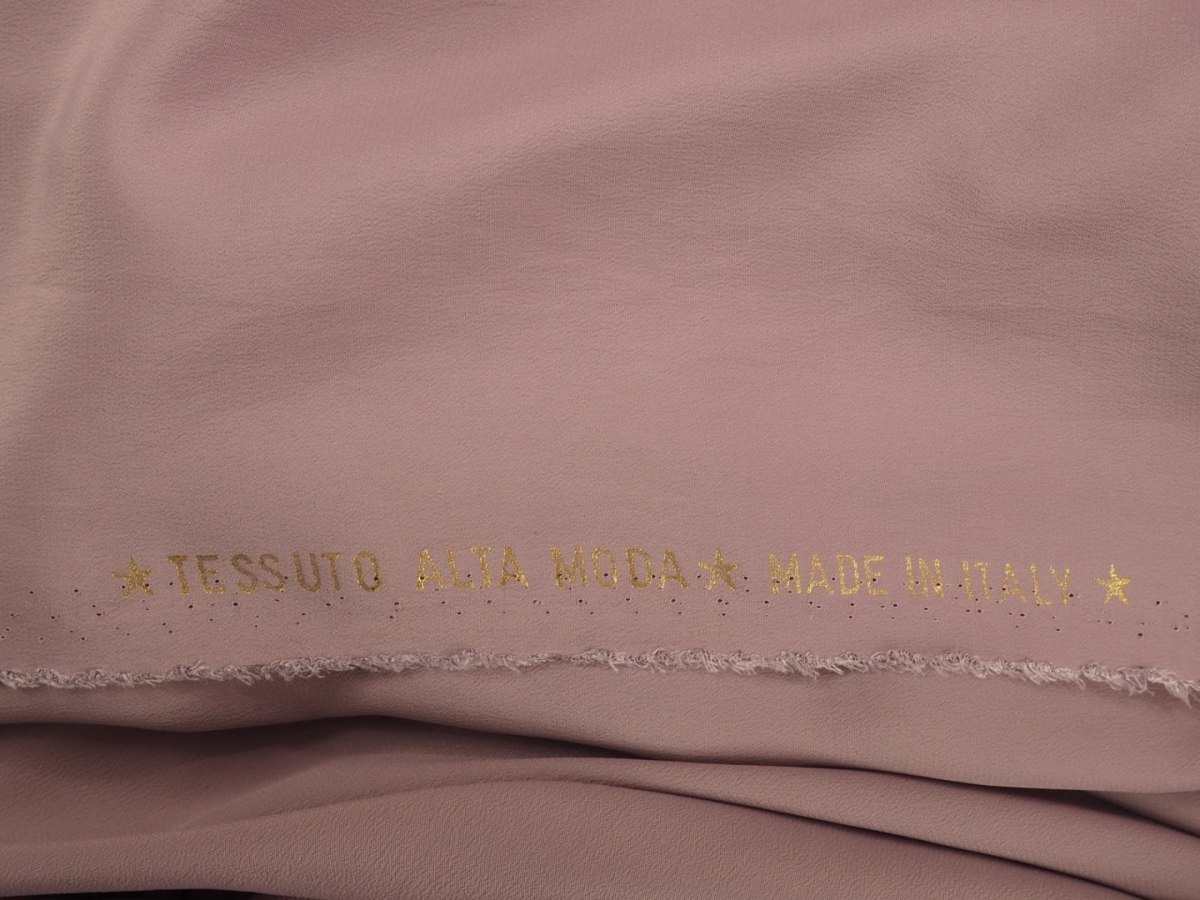 ★ TESSUTO ALTA MODA ★ MADE IN ITALY ★